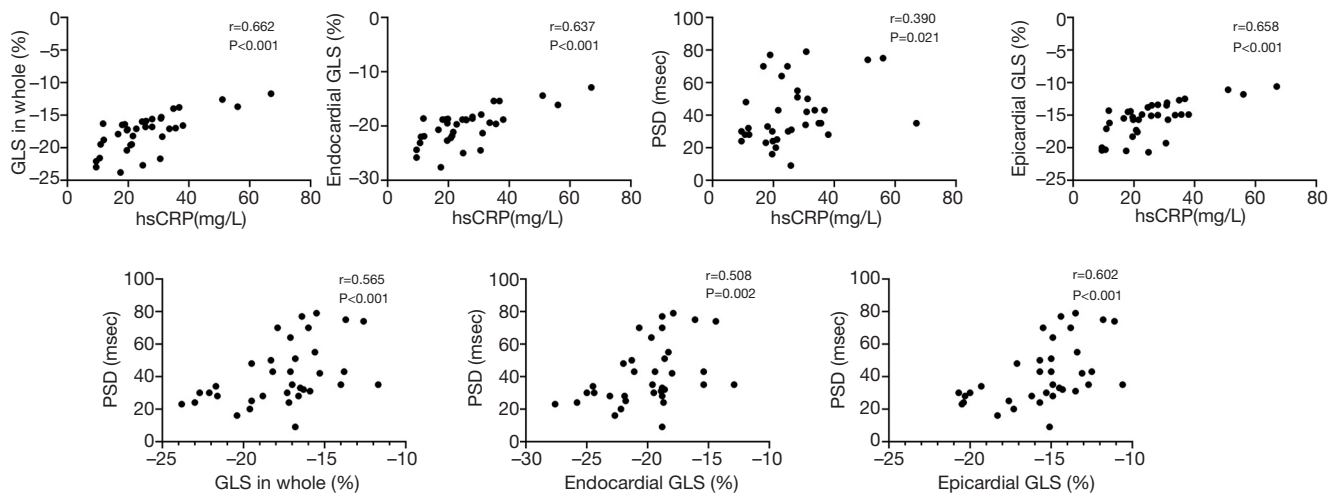 0
−5
−10
−15
−20
−25
GLS in whole (%)
0
20
40
60
80
hsCRP(mg/L)
r=0.662
P<0.001
0
−10
−20
−30
Endocardial GLS (%)
0
20
40
60
80
hsCRP(mg/L)
r=0.637
P<0.001
100
80
60
40
20
0
PSD (msec)
0
20
40
60
80
hsCRP(mg/L)
r=0.390
P=0.021
0
−5
−10
−15
−20
−25
Epicardial GLS (%)
0
20
40
60
80
hsCRP(mg/L)
r=0.658
P<0.001
100
80
60
40
20
0
PSD (msec)
−25
−20
−15
−10
GLS in whole (%)
r=0.565
P<0.001
100
80
60
40
20
0
PSD (msec)
−30
−25
−20
−15
−10
Endocardial GLS (%)
r=0.508
P=0.002
100
80
60
40
20
0
PSD (msec)
−25
−20
−15
−10
Epicardial GLS (%)
r=0.602
P<0.001